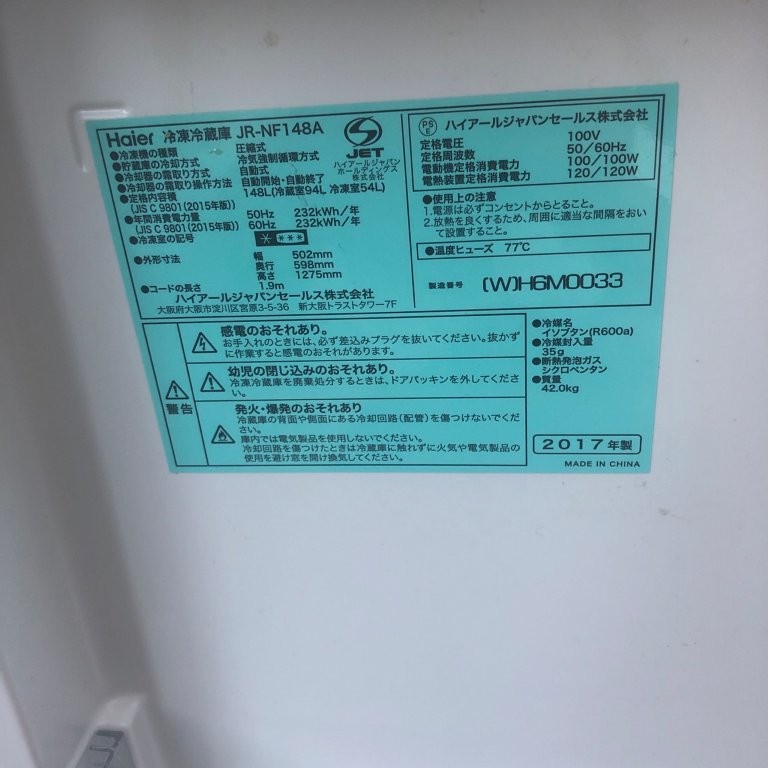 Haier 冷凍冷蔵庫 JR-NF148A
●冷凍機の種類 圧縮式
●貯蔵室の冷却方式 冷気強制循環方式
●冷却器の霜取り方式 自動式
●冷却器の霜取り操作方法 自動開始・自動終了
●定格内容積 148L(冷蔵室94L 冷凍室54L)
(JIS C 9801(2015年版))
●年間消費電力量 50Hz 232kWh/年
(JIS C 9801(2015年版)) 60Hz 232kWh/年
●冷凍室の記号 * ***
●外形寸法 幅 502mm
奥行 598mm
高さ 1275mm
●コードの長さ 1.9m
ハイアールジャパンセールス株式会社
大阪府大阪市淀川区宮原3-5-36 新大阪トラストタワー7F
S
JET
ハイアールジャパン
ホールディングス
株式会社
PS
E
ハイアールジャパンセールス株式会社
定格電圧 100V
定格周波数 50/60Hz
電動機定格消費電力 100/100W
電熱装置定格消費電力 120/120W
●使用上の注意
1.電源は必ずコンセントからとること。
2.放熱を良くするため、周囲に適当な間隔をおい
て設置すること。
●温度ヒューズ 77℃
製造番号 (W)H6M0033
警告
感電のおそれあり。
お手入れのときには、必ず差込みプラグを抜いてください。抜かず
に作業すると感電のおそれがあります。
幼児の閉じ込みのおそれあり。
冷凍冷蔵庫を廃棄処分するときは、ドアパッキンを外してくださ
い。
発火・爆発のおそれあり
冷蔵庫の背面や側面にある冷却回路(配管)を傷つけないでくだ
さい。
庫内では電気製品を使用しないでください。
冷却回路を傷つけたときは冷蔵庫に触れずに火気や電気製品の
使用を避け窓を開け換気してください。
●冷媒名
イソブタン(R600a)
●冷媒封入量
35g
●断熱発泡ガス
シクロペンタン
●質量
42.0kg
2017年製
MADE IN CHINA